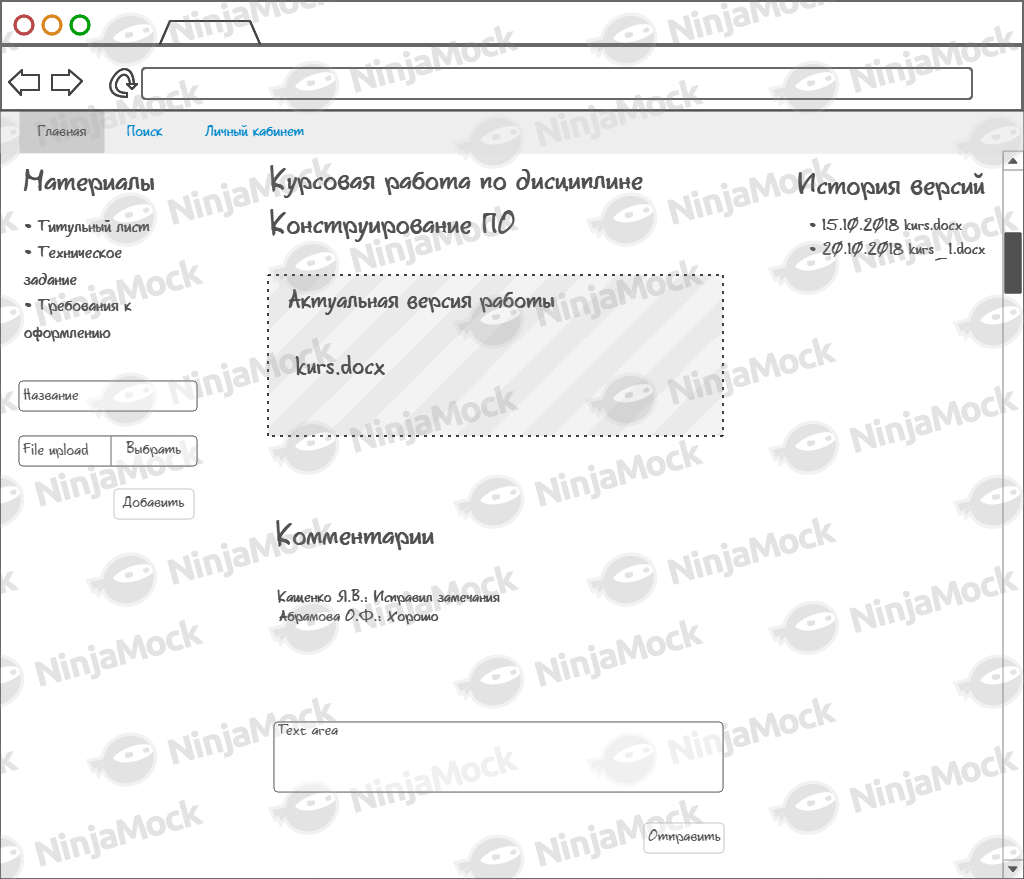 Главная
Поиск
Личный кабинет
Материалы
• Титульный лист
• Техническое
задание
• Требования к
оформлению
Название
File upload
Выбрать
Добавить
Курсовая работа по дисциплине
Конструирование ПО
Актуальная версия работы
kurs.docx
Комментарии
Кащенко Я.В.: Исправил замечания
Абрамова О.Ф.: Хорошо
Text area
Отправить
История версий
• 15.10.2018 kurs.docx
• 20.10.2018 kurs_1.docx
NinjaMock